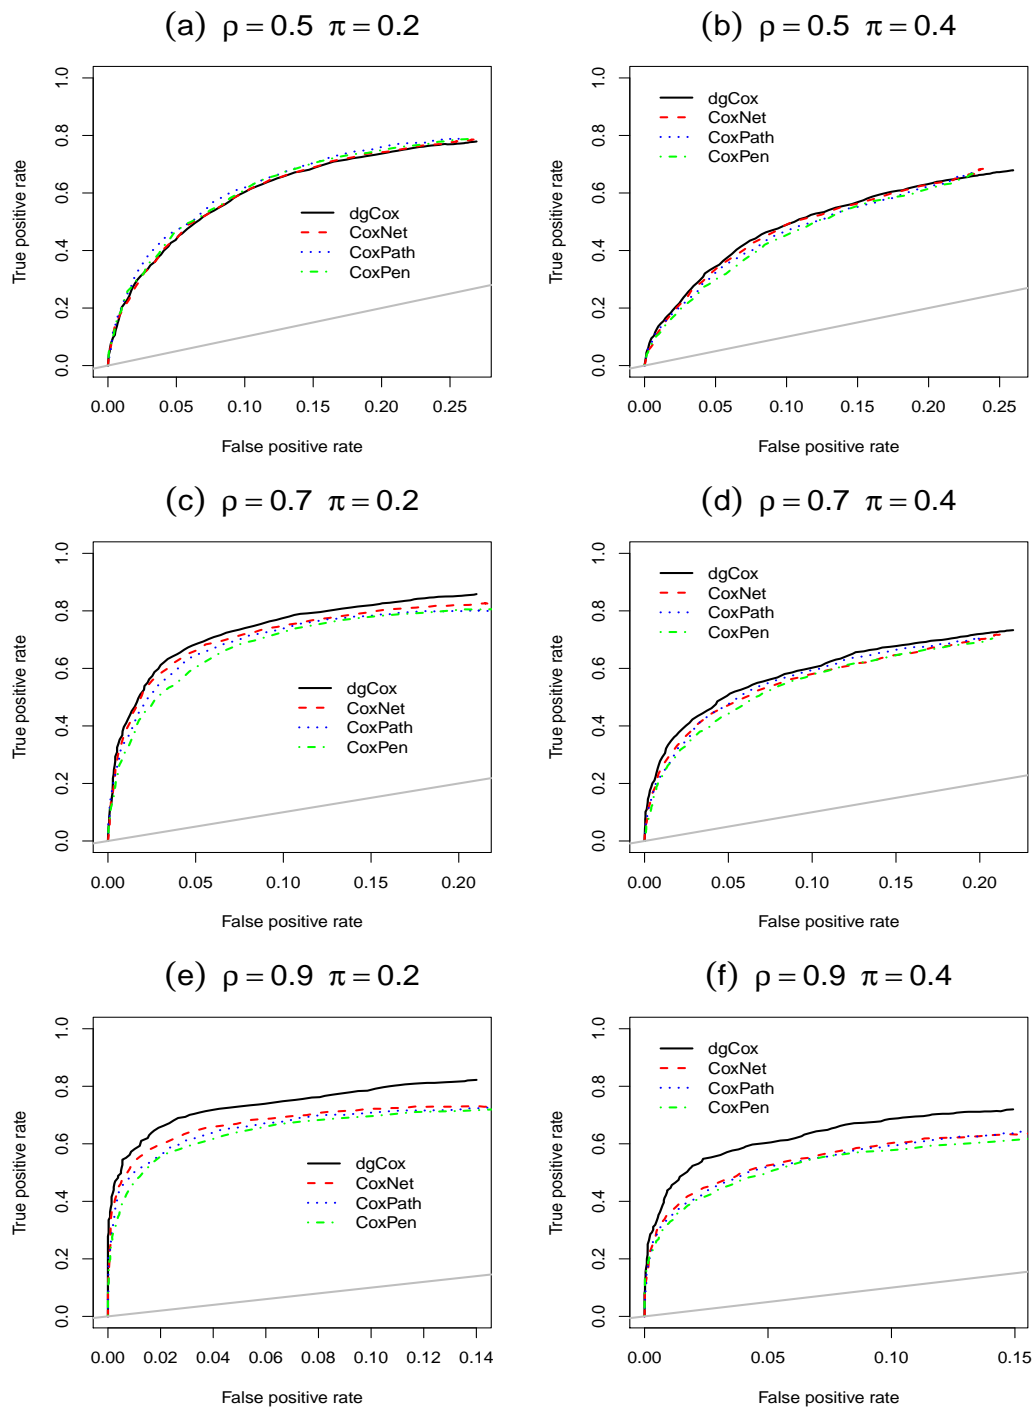 (a) ρ = 0.5 π = 0.2
True positive rate
1.0
0.8
0.6
0.4
0.2
0.0
dgCox
CoxNet
CoxPath
CoxPen
0.00 0.05 0.10 0.15 0.20 0.25
False positive rate
(b) ρ = 0.5 π = 0.4
True positive rate
1.0
0.8
0.6
0.4
0.2
0.0
dgCox
CoxNet
CoxPath
CoxPen
0.00 0.05 0.10 0.15 0.20 0.25
False positive rate
(c) ρ = 0.7 π = 0.2
True positive rate
1.0
0.8
0.6
0.4
0.2
0.0
dgCox
CoxNet
CoxPath
CoxPen
0.00 0.05 0.10 0.15 0.20
False positive rate
(d) ρ = 0.7 π = 0.4
True positive rate
1.0
0.8
0.6
0.4
0.2
0.0
dgCox
CoxNet
CoxPath
CoxPen
0.00 0.05 0.10 0.15 0.20
False positive rate
(e) ρ = 0.9 π = 0.2
True positive rate
1.0
0.8
0.6
0.4
0.2
0.0
dgCox
CoxNet
CoxPath
CoxPen
0.00 0.02 0.04 0.06 0.08 0.10 0.12 0.14
False positive rate
(f) ρ = 0.9 π = 0.4
True positive rate
1.0
0.8
0.6
0.4
0.2
0.0
dgCox
CoxNet
CoxPath
CoxPen
0.00 0.05 0.10 0.15
False positive rate